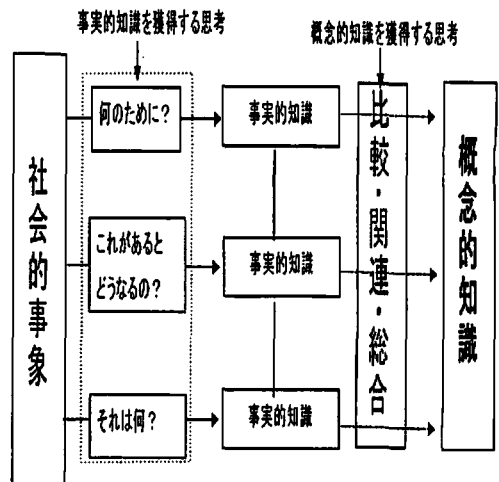 事実的知識を獲得する思考
概念的知識を獲得する思考
社会的事象
何のために?
事実的知識
比較・関連・総合
概念的知識
これがあると
どうなるの?
事実的知識
それは何?
事実的知識